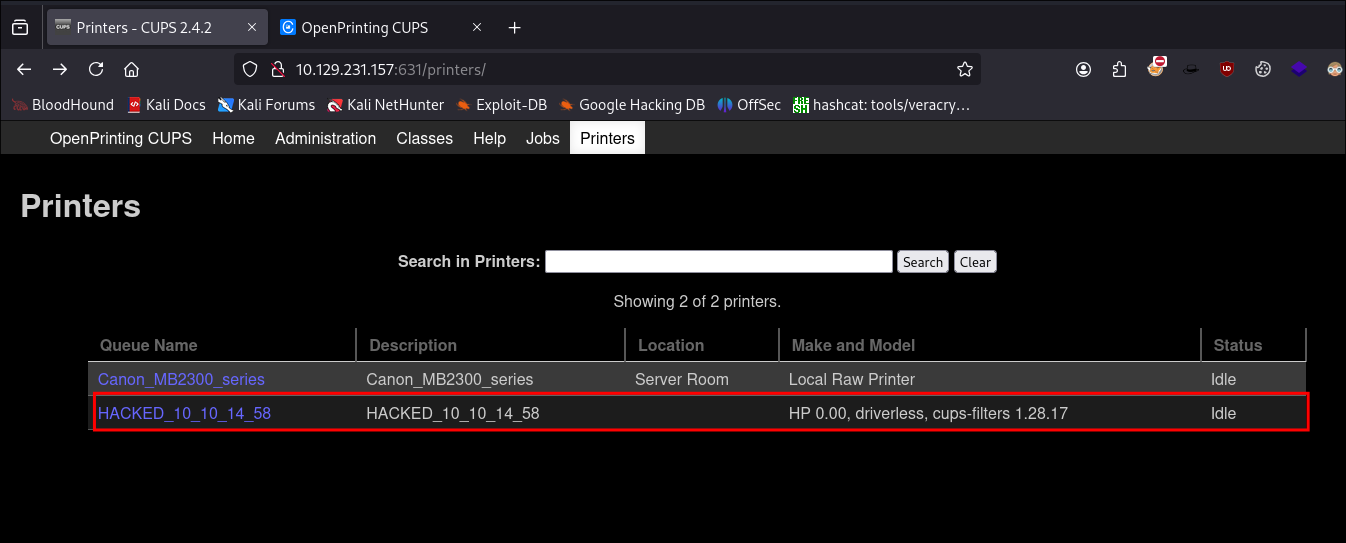 Printers - CUPS 2.4.2
OpenPrinting CUPS
10.129.231.157:631/printers/
BloodHound Kali Docs Kali Forums Kali NetHunter Exploit-DB Google Hacking DB OffSec hashcat: tools/veracry…
OpenPrinting CUPS Home Administration Classes Help Jobs Printers
Printers
Search in Printers: Search Clear
Showing 2 of 2 printers.
Queue Name Description Location Make and Model Status
Canon_MB2300_series Canon_MB2300_series Server Room Local Raw Printer Idle
HACKED_10_10_14_58 HACKED_10_10_14_58 HP 0.00, driverless, cups-filters 1.28.17 Idle